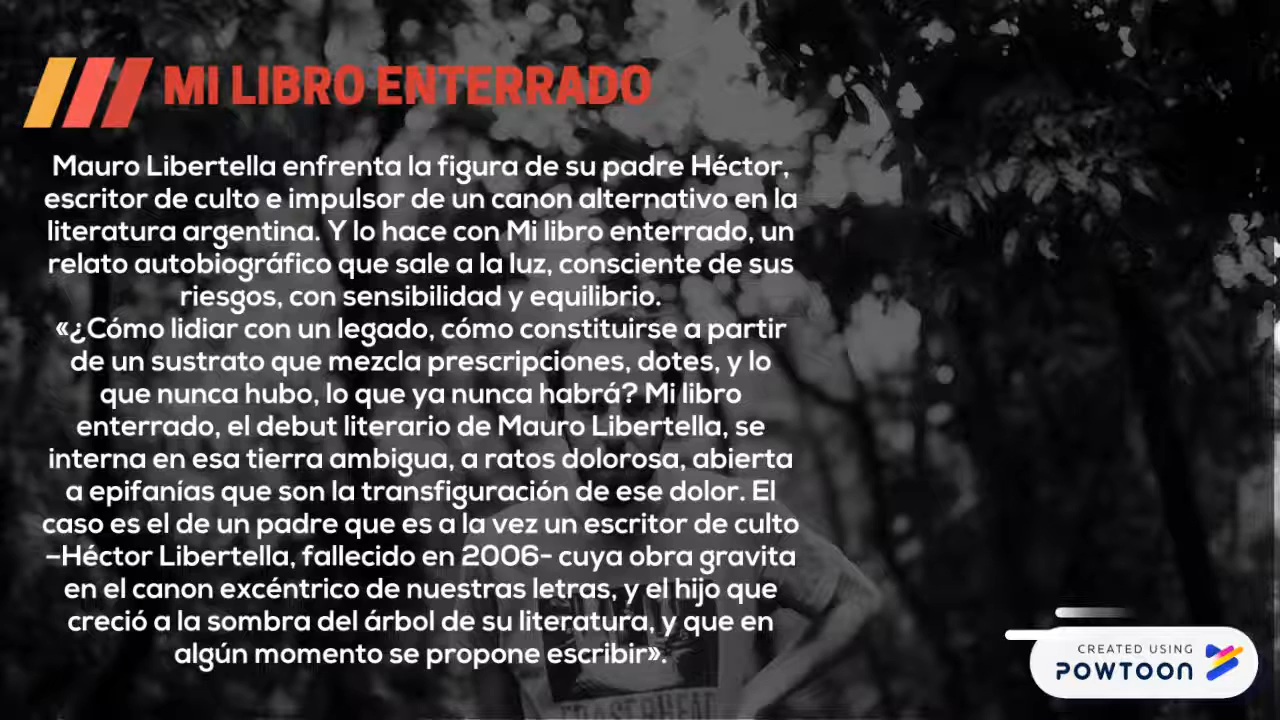 MI LIBRO ENTERRADO
Mauro Libertella enfrenta la figura de su padre Héctor,
escritor de culto e impulsor de un canon alternativo en la
literatura argentina. Y lo hace con Mi libro enterrado, un
relato autobiográfico que sale a la luz, consciente de sus
riesgos, con sensibilidad y equilibrio.
«¿Cómo lidiar con un legado, cómo constituirse a partir
de un sustrato que mezcla prescripciones, dotes, y lo
que nunca hubo, lo que ya nunca habrá? Mi libro
enterrado, el debut literario de Mauro Libertella, se
interna en esa tierra ambigua, a ratos dolorosa, abierta
a epifanías que son la transfiguración de ese dolor. El
caso es el de un padre que es a la vez un escritor de culto
–Héctor Libertella, fallecido en 2006- cuya obra gravita
en el canon excéntrico de nuestras letras, y el hijo que
creció a la sombra del árbol de su literatura, y que en
algún momento se propone escribir».
ERASERHEAD
CREATED USING
POWTOON